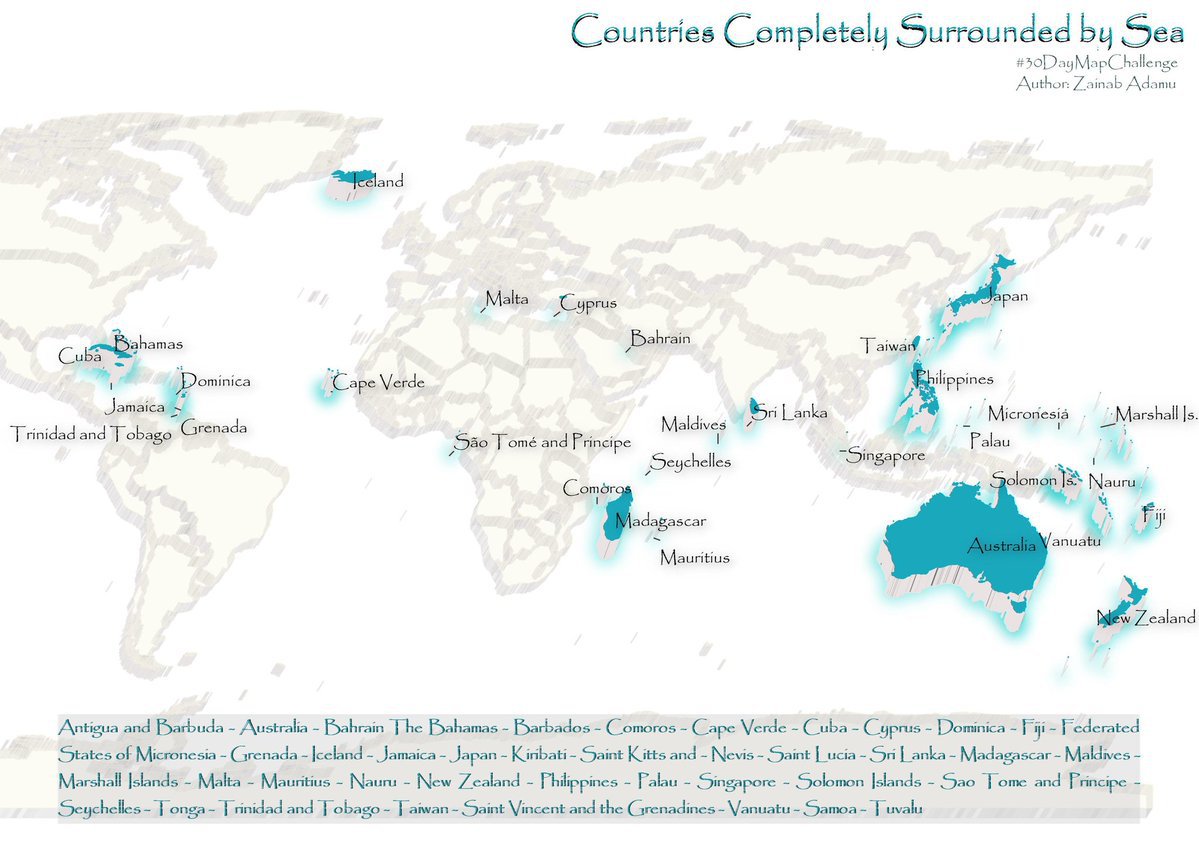 Countries Completely Surrounded by Sea
#30DayMapChallenge
Author: Zainab Adamu
Iceland
Malta
Cyprus
Japan
Bahrain
Taiwan
Bahamas
Cuba
Dominica
Cape Verde
Philippines
Jamaica
Sri Lanka
Maldives
Micronesia
Marshall Is.
Trinidad and Tobago
Grenada
São Tomé and Principe
Palau
Singapore
Seychelles
Solomon Is.
Nauru
Comoros
Madagascar
Fiji
Australia
Vanuatu
Mauritius
New Zealand
Antigua and Barbuda - Australia - Bahrain The Bahamas - Barbados - Comoros - Cape Verde - Cuba - Cyprus - Dominica - Fiji - Federated
States of Micronesia - Grenada - Iceland - Jamaica - Japan - Kiribati - Saint Kitts and - Nevis - Saint Lucia - Sri Lanka - Madagascar - Maldives -
Marshall Islands - Malta - Mauritius - Nauru - New Zealand - Philippines - Palau - Singapore - Solomon Islands - Sao Tome and Principe -
Seychelles - Tonga - Trinidad and Tobago - Taiwan - Saint Vincent and the Grenadines - Vanuatu - Samoa - Tuvalu